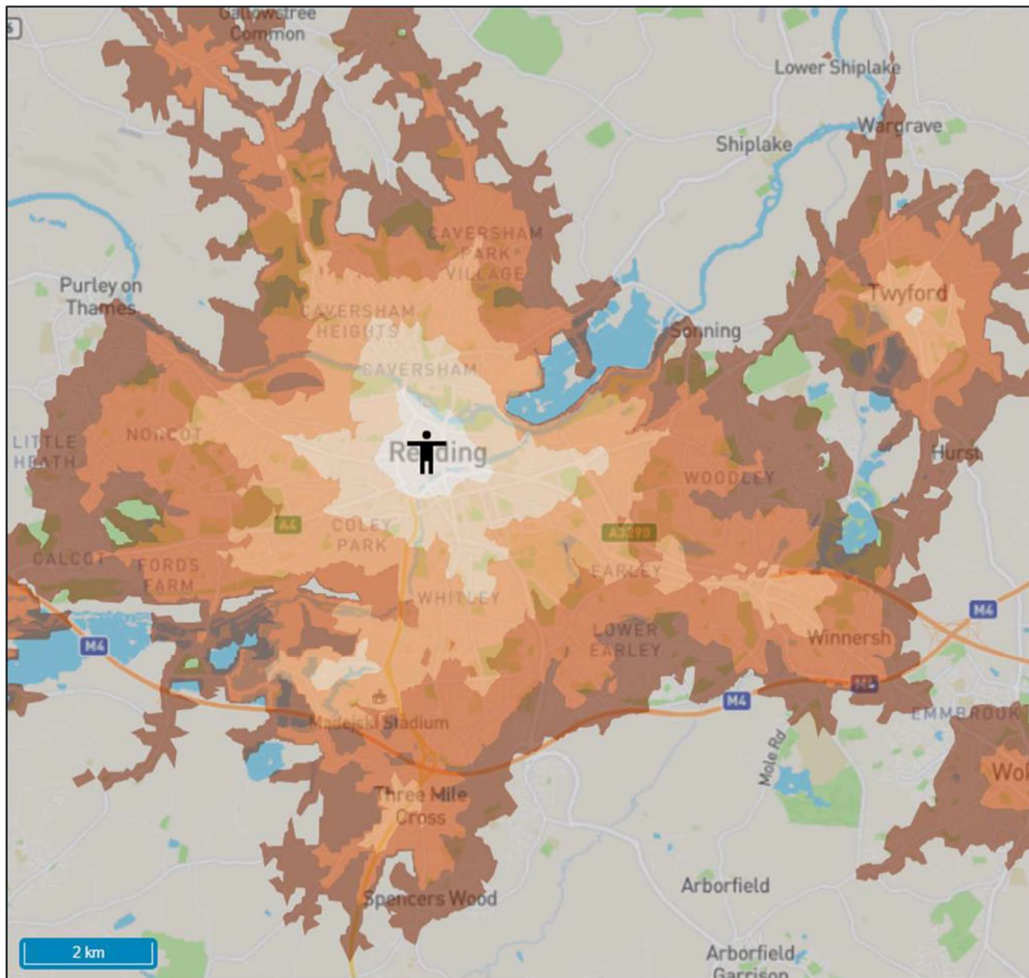 Gallowstree
Common
Lower Shiplake
Wargrave
Shiplake
CAVERSHAM
PARK
VILLAGE
Purley on
Thames
Twyford
CAVERSHAM
HEIGHTS
Sonning
CAVERSHAM
NORCOT
LITTLE
HEATH
Reading
Hurst
WOODLEY
A4
COLEY
PARK
A3290
CALCOT
FORDS
FARM
EARLEY
WHITLEY
M4
M4
LOWER
EARLEY
Winnersh
M4
M4
EMMBROOK
Madejski Stadium
Mole Rd
Wok
Three Mile
Cross
Arborfield
Spencers Wood
2 km
Arborfield
Garrison